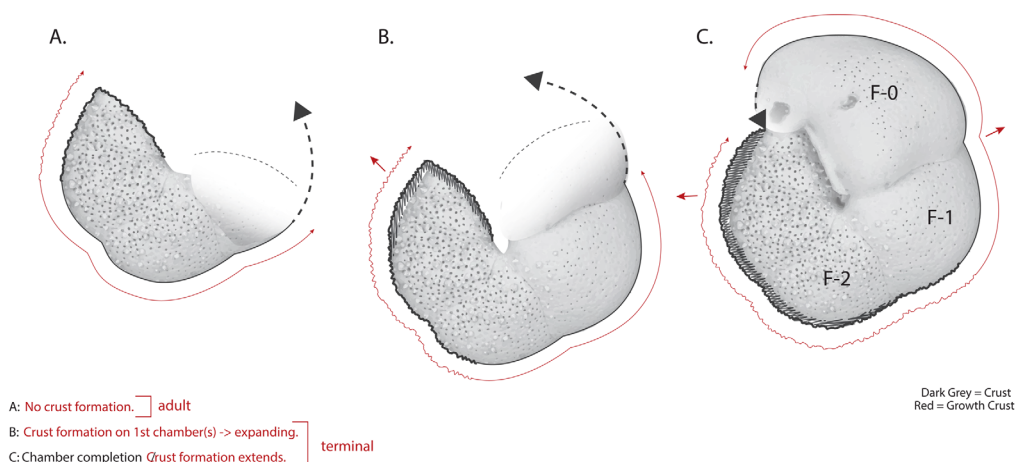 A.
B.
C.
F-0
F-1
F-2
A: No crust formation. adult
B: Crust formation on 1st chamber(s) -> expanding.
terminal
C: Chamber completion Crust formation extends.
Dark Grey = Crust
Red = Growth Crust